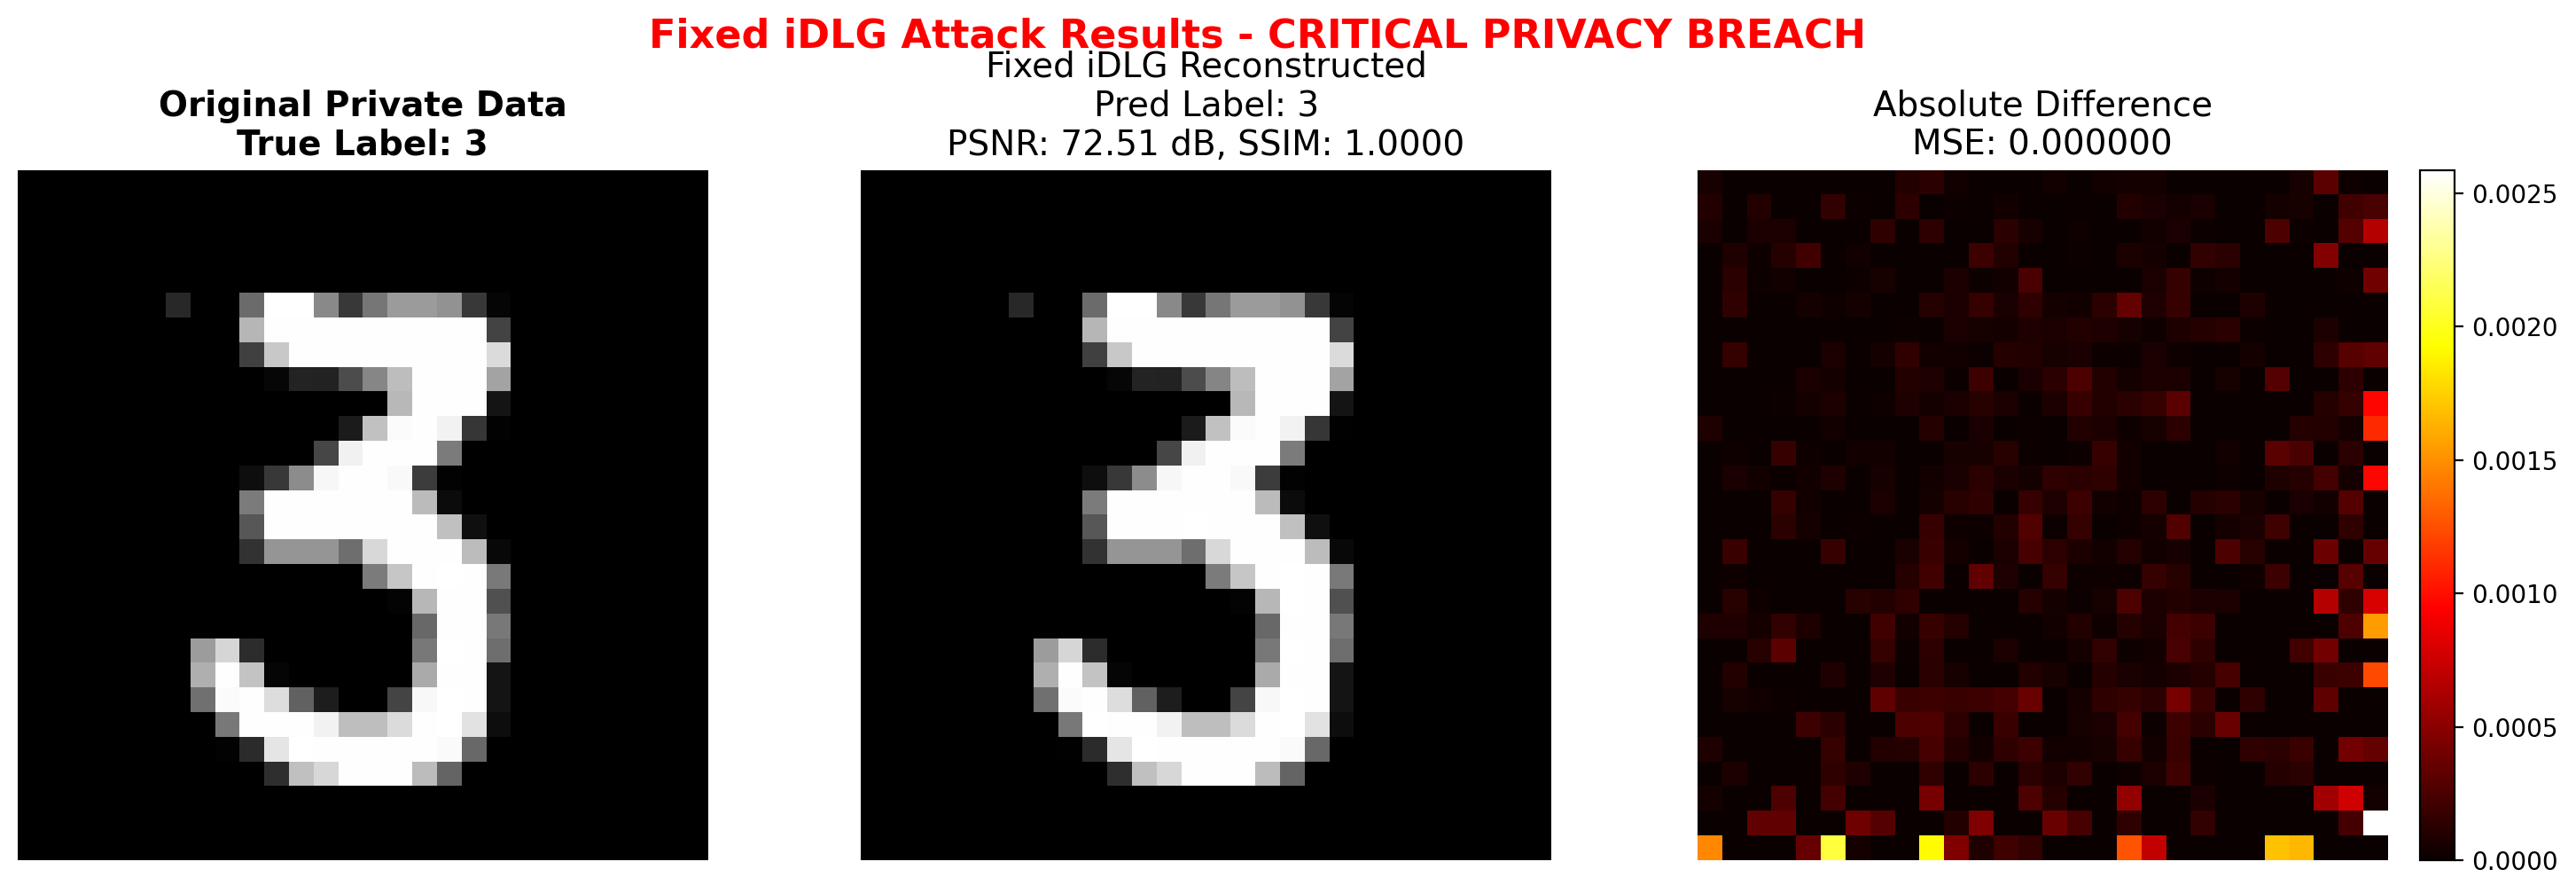 Fixed iDLG Attack Results - CRITICAL PRIVACY BREACH
Original Private Data
True Label: 3
Fixed iDLG Reconstructed
Pred Label: 3
PSNR: 72.51 dB, SSIM: 1.0000
Absolute Difference
MSE: 0.000000
3
3
0.0025
0.0020
0.0015
0.0010
0.0005
0.0000